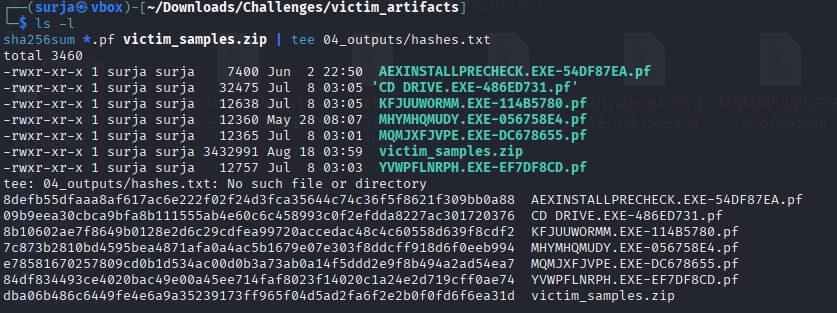 ┌──(surja㉿vbox)-[~/Downloads/Challenges/victim_artifacts]
└─$ ls -l
sha256sum *.pf victim_samples.zip | tee 04_outputs/hashes.txt
total 3460
-rwxr-xr-x 1 surja surja    7400 Jun  2 22:50  AEXINSTALLPRECHECK.EXE-54DF87EA.pf
-rwxr-xr-x 1 surja surja   32475 Jul  8 03:05 'CD DRIVE.EXE-486ED731.pf'
-rwxr-xr-x 1 surja surja   12638 Jul  8 03:05  KFJUUWORMM.EXE-114B5780.pf
-rwxr-xr-x 1 surja surja   12360 May 28 08:07  MHYMHQMUDY.EXE-056758E4.pf
-rwxr-xr-x 1 surja surja   12365 Jul  8 03:01  MQMJXFJVPE.EXE-DC678655.pf
-rwxr-xr-x 1 surja surja 3432991 Aug 18 03:59  victim_samples.zip
-rwxr-xr-x 1 surja surja   12757 Jul  8 03:03  YVWPFLNRPH.EXE-EF7DF8CD.pf
tee: 04_outputs/hashes.txt: No such file or directory
8defb55dfaaa8af617ac6e222f02f24d3fca35644c74c36f5f8621f309bb0a88  AEXINSTALLPRECHECK.EXE-54DF87EA.pf
09b9eea30cbca9bfa8b111555ab4e60c6c458993c0f2efdda8227ac301720376  CD DRIVE.EXE-486ED731.pf
8b10602ae7f8649b0128e2d6c29cdfea99720accedac48c4c60558d639f8cdf2  KFJUUWORMM.EXE-114B5780.pf
7c873b2810bd4595bea4871afa0a4ac5b1679e07e303f8ddcff918d6f0eeb994  MHYMHQMUDY.EXE-056758E4.pf
e78581670257809cd0b1d534ac00d0b3a73ab0a14f5ddd2e9f8b494a2ad54ea7  MQMJXFJVPE.EXE-DC678655.pf
84df834493ce4020bac49e00a45ee714faf8023f14020c1a24e2d719cff0ae74  YVWPFLNRPH.EXE-EF7DF8CD.pf
dba06b486c6449fe4e6a9a35239173ff965f04d5ad2fa6f2e2b0f0fd6f6ea31d  victim_samples.zip